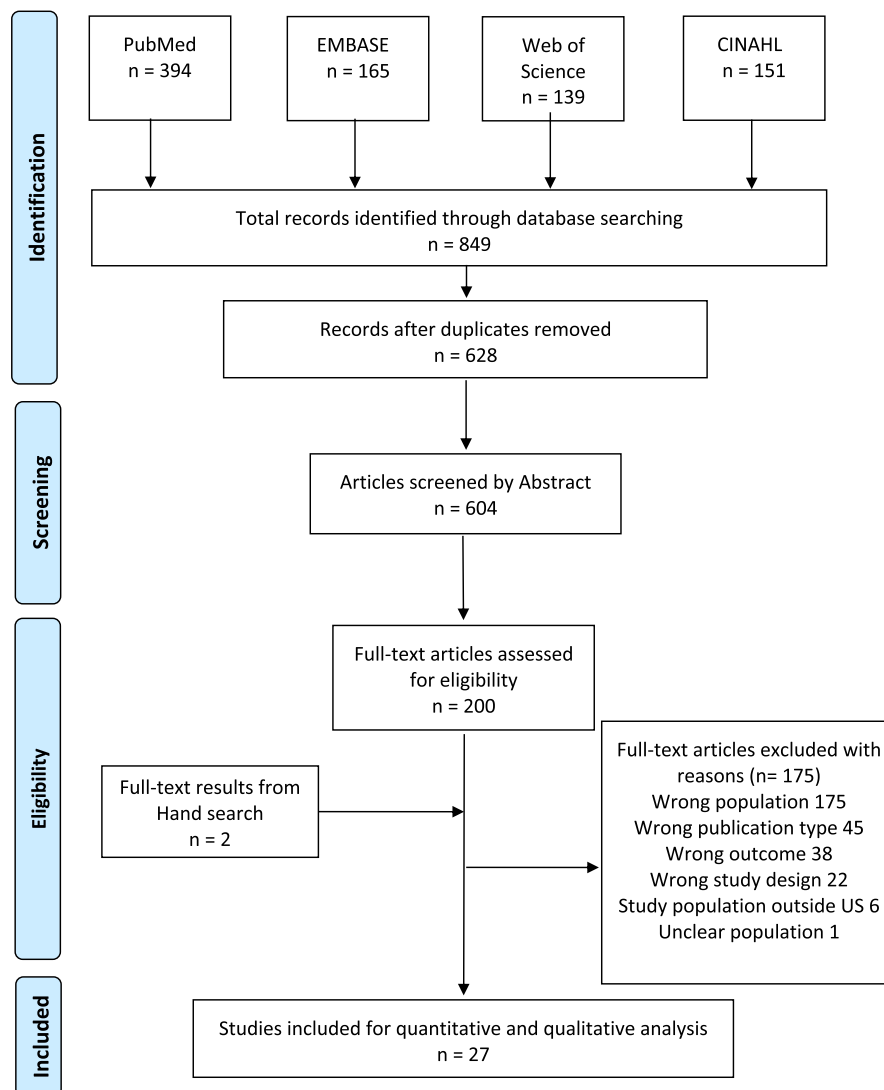 Identification
PubMed
n = 394
EMBASE
n = 165
Web of
Science
n = 139
CINAHL
n = 151
Total records identified through database searching
n = 849
Records after duplicates removed
n = 628
Screening
Articles screened by Abstract
n = 604
Eligibility
Full-text articles assessed
for eligibility
n = 200
Full-text results from
Hand search
n = 2
Full-text articles excluded with
reasons (n= 175)
Wrong population 175
Wrong publication type 45
Wrong outcome 38
Wrong study design 22
Study population outside US 6
Unclear population 1
Included
Studies included for quantitative and qualitative analysis
n = 27